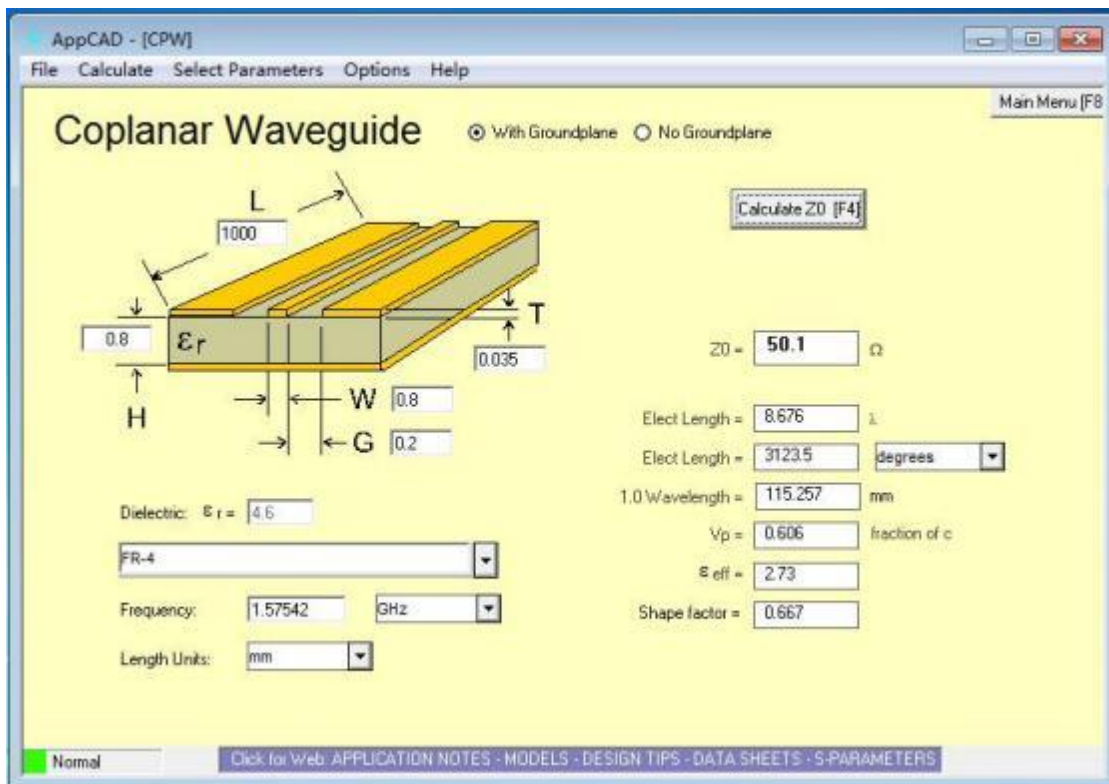 AppCAD - [CPW]
File Calculate Select Parameters Options Help
Main Menu [F8
Coplanar Waveguide
With Groundplane No Groundplane
Calculate Z0 [F4]
L
1000
0.8
εr
T
0.035
H
W 0.8
G 0.2
Z0 = 50.1 Ω
Elect Length = 8.676 λ
Elect Length = 3123.5 degrees
1.0 Wavelength = 115.257 mm
Vp = 0.606 fraction of c
ε eff = 2.73
Shape factor = 0.667
Dielectric: ε r = 4.6
FR-4
Frequency: 1.57542 GHz
Length Units: mm
Normal
Click for Web: APPLICATION NOTES - MODELS - DESIGN TIPS - DATA SHEETS - S-PARAMETERS